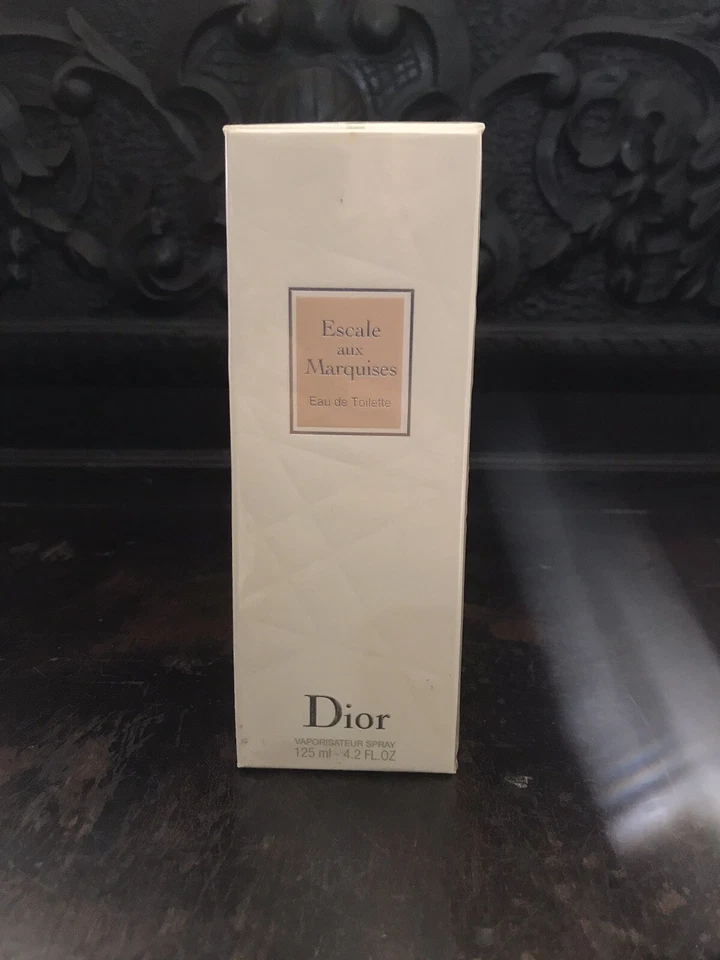 Escale
aux
Marquises
Eau de Toilette
Dior
VAPORISATEUR SPRAY
125 ml - 4.2 FL.OZ